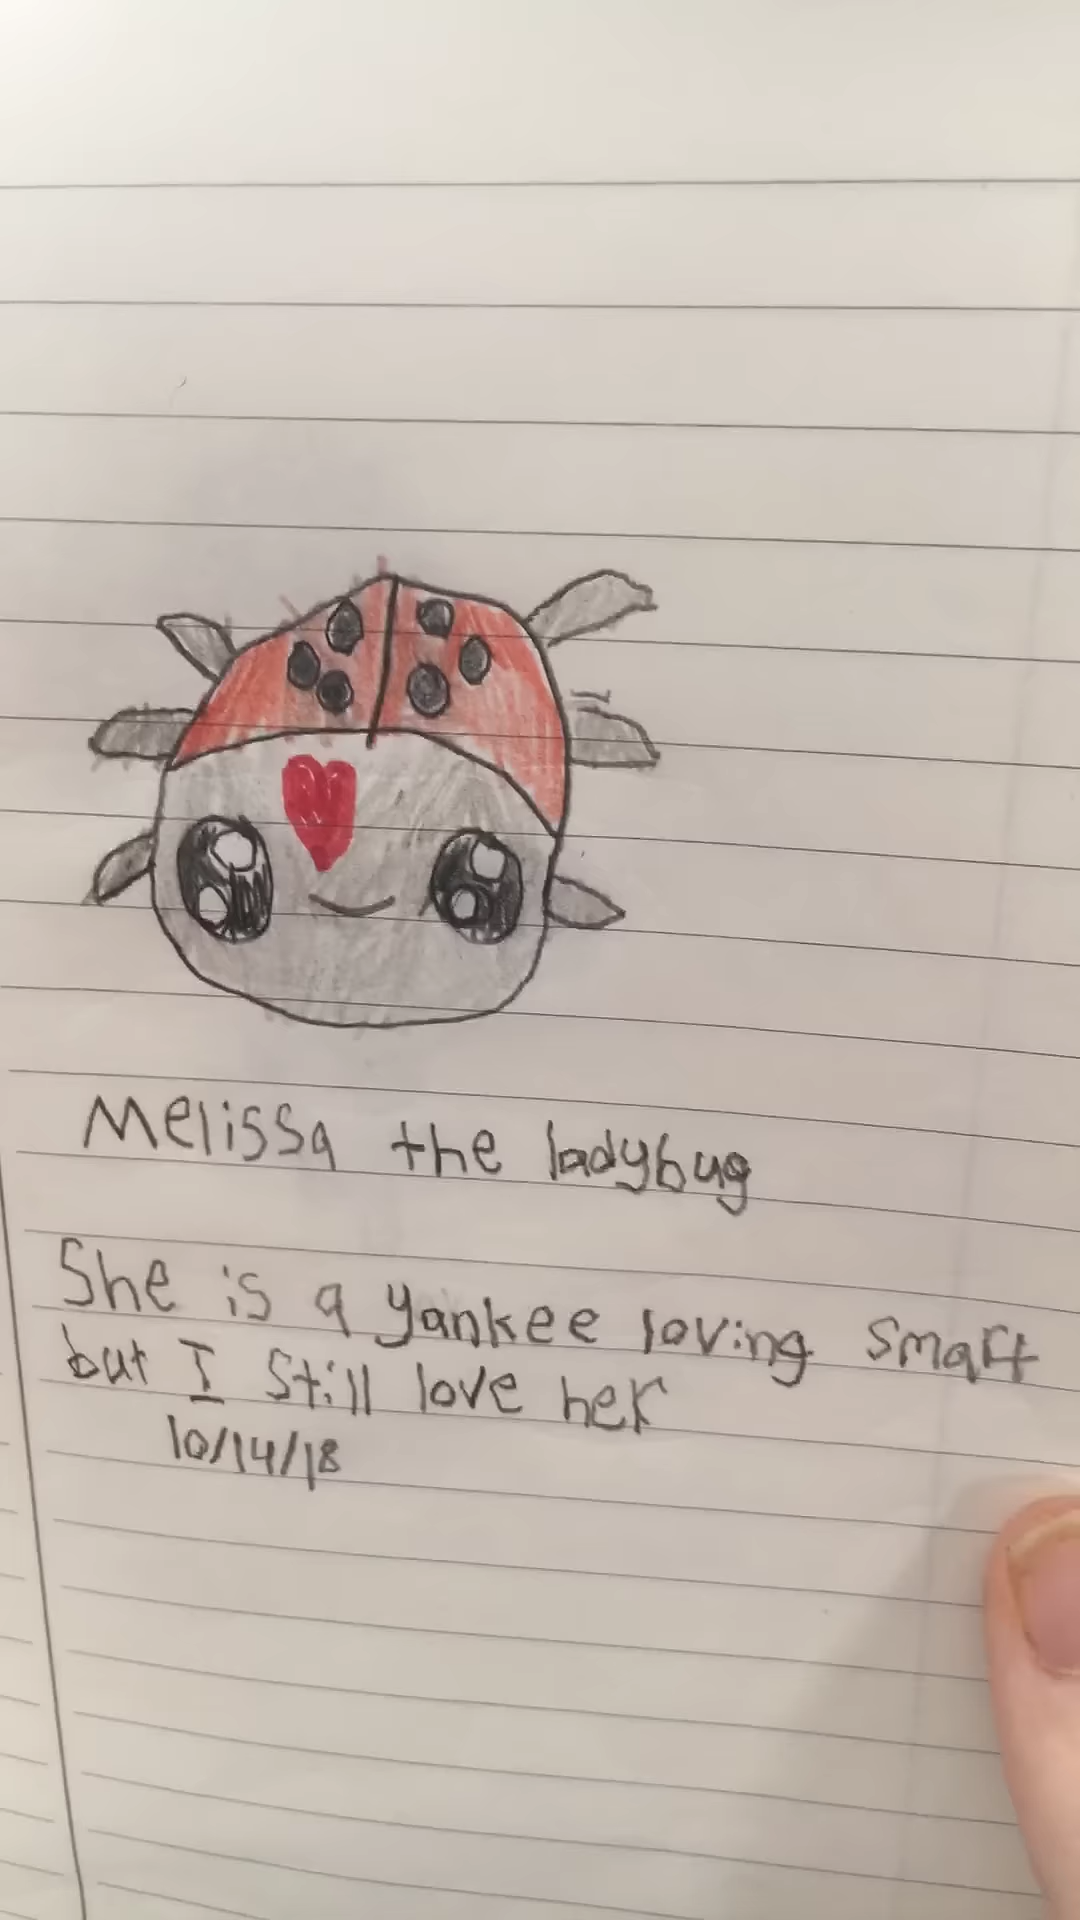 Melissa the ladybug
She is a yankee loving smart
but I still love her
10/14/18